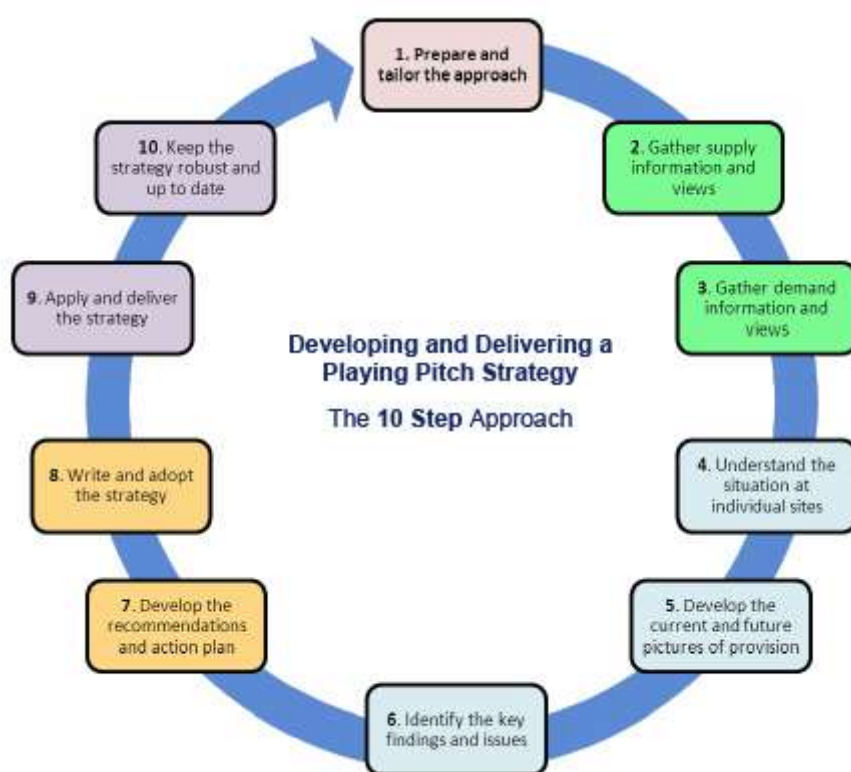 1. Prepare and
tailor the approach
2. Gather supply
information and
views
3. Gather demand
information and
views
4. Understand the
situation at
individual sites
5. Develop the
current and future
pictures of provision
6. Identify the key
findings and issues
7. Develop the
recommendations
and action plan
8. Write and adopt
the strategy
9. Apply and deliver
the strategy
10. Keep the
strategy robust and
up to date
Developing and Delivering a
Playing Pitch Strategy
The 10 Step Approach